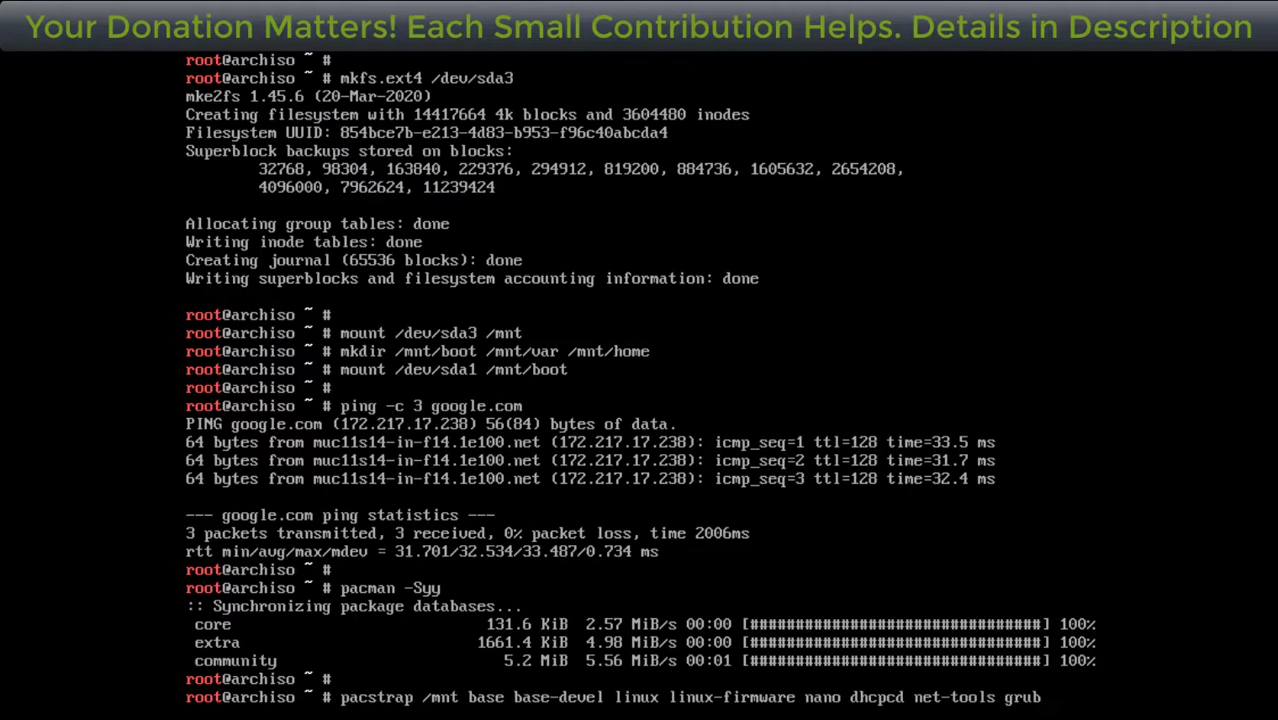 Your Donation Matters! Each Small Contribution Helps. Details in Description
root@archiso ~ #
root@archiso ~ # mkfs.ext4 /dev/sda3
mke2fs 1.45.6 (20-Mar-2020)
Creating filesystem with 14417664 4k blocks and 3604480 inodes
Filesystem UUID: 854bce7b-e213-4d83-b953-f96c40abcda4
Superblock backups stored on blocks:
32768, 98304, 163840, 229376, 294912, 819200, 884736, 1605632, 2654208,
4096000, 7962624, 11239424
Allocating group tables: done
Writing inode tables: done
Creating journal (65536 blocks): done
Writing superblocks and filesystem accounting information: done
root@archiso ~ #
root@archiso ~ # mount /dev/sda3 /mnt
root@archiso ~ # mkdir /mnt/boot /mnt/var /mnt/home
root@archiso ~ # mount /dev/sda1 /mnt/boot
root@archiso ~ #
root@archiso ~ # ping -c 3 google.com
PING google.com (172.217.17.238) 56(84) bytes of data.
64 bytes from muc11s14-in-f14.1e100.net (172.217.17.238): icmp_seq=1 ttl=128 time=33.5 ms
64 bytes from muc11s14-in-f14.1e100.net (172.217.17.238): icmp_seq=2 ttl=128 time=31.7 ms
64 bytes from muc11s14-in-f14.1e100.net (172.217.17.238): icmp_seq=3 ttl=128 time=32.4 ms
--- google.com ping statistics ---
3 packets transmitted, 3 received, 0% packet loss, time 2006ms
rtt min/avg/max/mdev = 31.701/32.534/33.487/0.734 ms
root@archiso ~ #
root@archiso ~ # pacman -Syy
:: Synchronizing package databases...
core 131.6 KiB 2.57 MiB/s 00:00 [################################] 100%
extra 1661.4 KiB 4.98 MiB/s 00:00 [################################] 100%
community 5.2 MiB 5.56 MiB/s 00:01 [################################] 100%
root@archiso ~ #
root@archiso ~ # pacstrap /mnt base base-devel linux linux-firmware nano dhcpcd net-tools grub